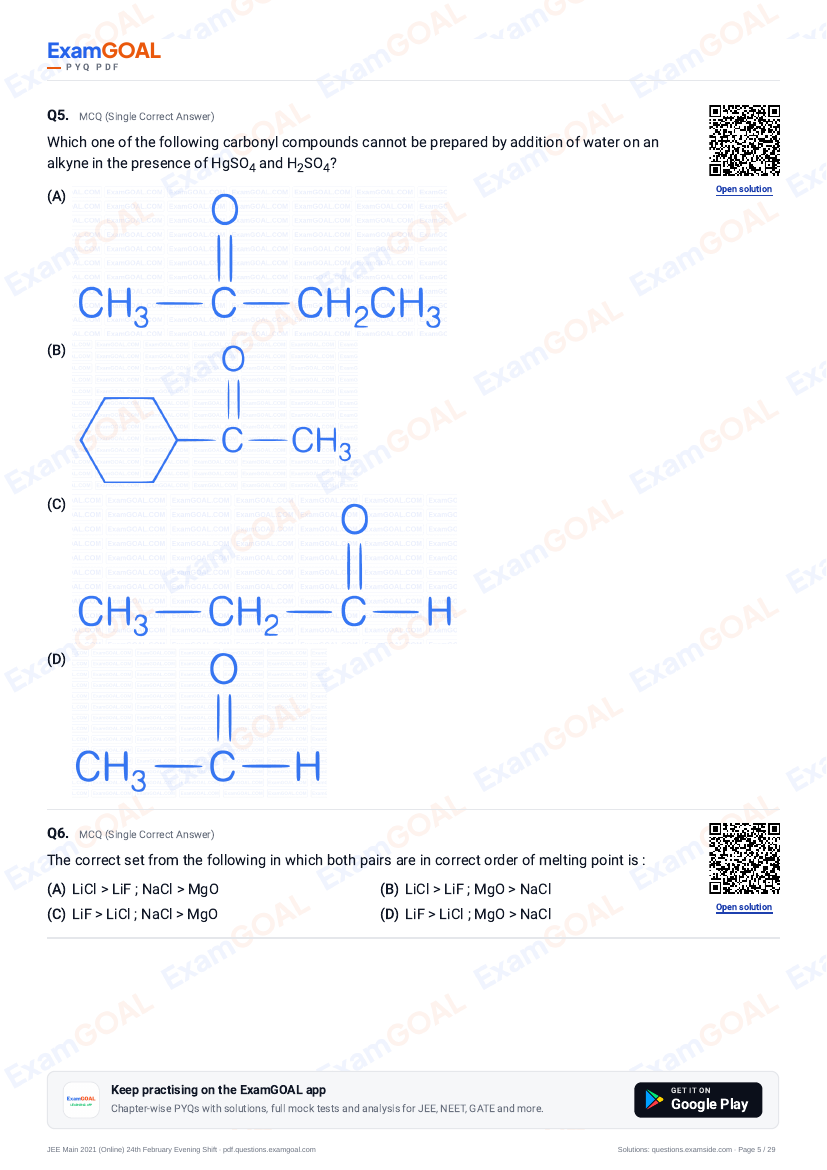 ExamGOAL
PYQ PDF
Q5. MCQ (Single Correct Answer)
Which one of the following carbonyl compounds cannot be prepared by addition of water on an
alkyne in the presence of HgSO4 and H2SO4?
Open solution
(A)
O
CH3 C CH2CH3
(B)
O
C CH3
(C)
O
CH3 CH2 C H
(D)
O
CH3 C H
Q6. MCQ (Single Correct Answer)
The correct set from the following in which both pairs are in correct order of melting point is :
(A) LiCl > LiF ; NaCl > MgO
(B) LiCl > LiF ; MgO > NaCl
(C) LiF > LiCl ; NaCl > MgO
(D) LiF > LiCl ; MgO > NaCl
Open solution
ExamGOAL
Keep practising on the ExamGOAL app
Chapter-wise PYQs with solutions, full mock tests and analysis for JEE, NEET, GATE and more.
GET IT ON
Google Play
JEE Main 2021 (Online) 24th February Evening Shift · pdf.questions.examgoal.com
Solutions: questions.examside.com · Page 5 / 29